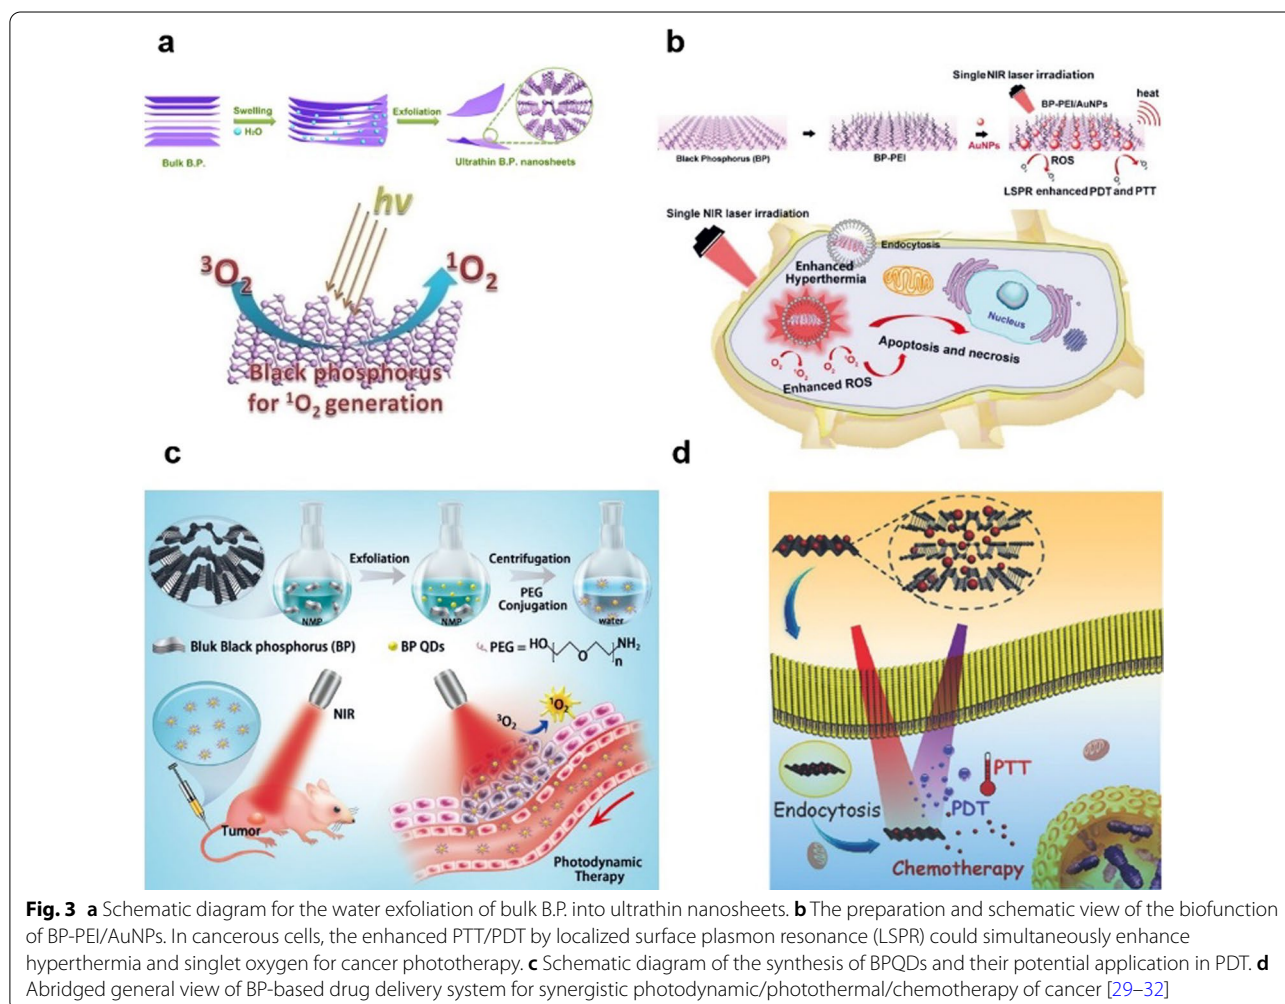 a
Swelling
H₂O
Exfoliation
Bulk B.P.
Ultrathin B.P. nanosheets
hν
³O₂
¹O₂
Black phosphorus
for ¹O₂ generation
b
Single NIR laser irradiation
BP-PEI/AuNPs
heat
Black Phosphorus (BP)
BP-PEI
AuNPs
ROS
O₂
¹O₂
LSPR enhanced PDT and PTT
Single NIR laser irradiation
Endocytosis
Enhanced
Hyperthermia
Nucleus
Apoptosis and necrosis
O₂
¹O₂
O₂
¹O₂
Enhanced ROS
c
Exfoliation
Centrifugation
PEG
Conjugation
NMP
NMP
water
Bluk Black phosphorus (BP)
BP QDs
PEG =
HO
O
n
NH₂
NIR
³O₂
¹O₂
Tumor
Photodynamic
Therapy
d
PTT
PDT
Endocytosis
Chemotherapy
Fig. 3 a Schematic diagram for the water exfoliation of bulk B.P. into ultrathin nanosheets. b The preparation and schematic view of the biofunction
of BP-PEI/AuNPs. In cancerous cells, the enhanced PTT/PDT by localized surface plasmon resonance (LSPR) could simultaneously enhance
hyperthermia and singlet oxygen for cancer phototherapy. c Schematic diagram of the synthesis of BPQDs and their potential application in PDT. d
Abridged general view of BP-based drug delivery system for synergistic photodynamic/photothermal/chemotherapy of cancer [29–32]